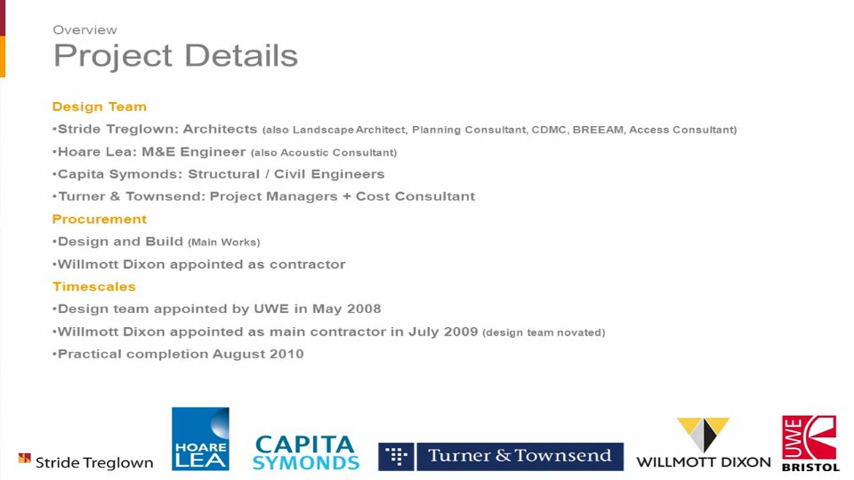 Overview
Project Details
Design Team
•Stride Treglown: Architects (also Landscape Architect, Planning Consultant, CDMC, BREEAM, Access Consultant)
•Hoare Lea: M&E Engineer (also Acoustic Consultant)
•Capita Symonds: Structural / Civil Engineers
•Turner & Townsend: Project Managers + Cost Consultant
Procurement
•Design and Build (Main Works)
•Willmott Dixon appointed as contractor
Timescales
•Design team appointed by UWE in May 2008
•Willmott Dixon appointed as main contractor in July 2009 (design team novated)
•Practical completion August 2010
Stride Treglown
HOARE
LEA
CAPITA
SYMONDS
Turner & Townsend
WILLMOTT DIXON
UWE
BRISTOL